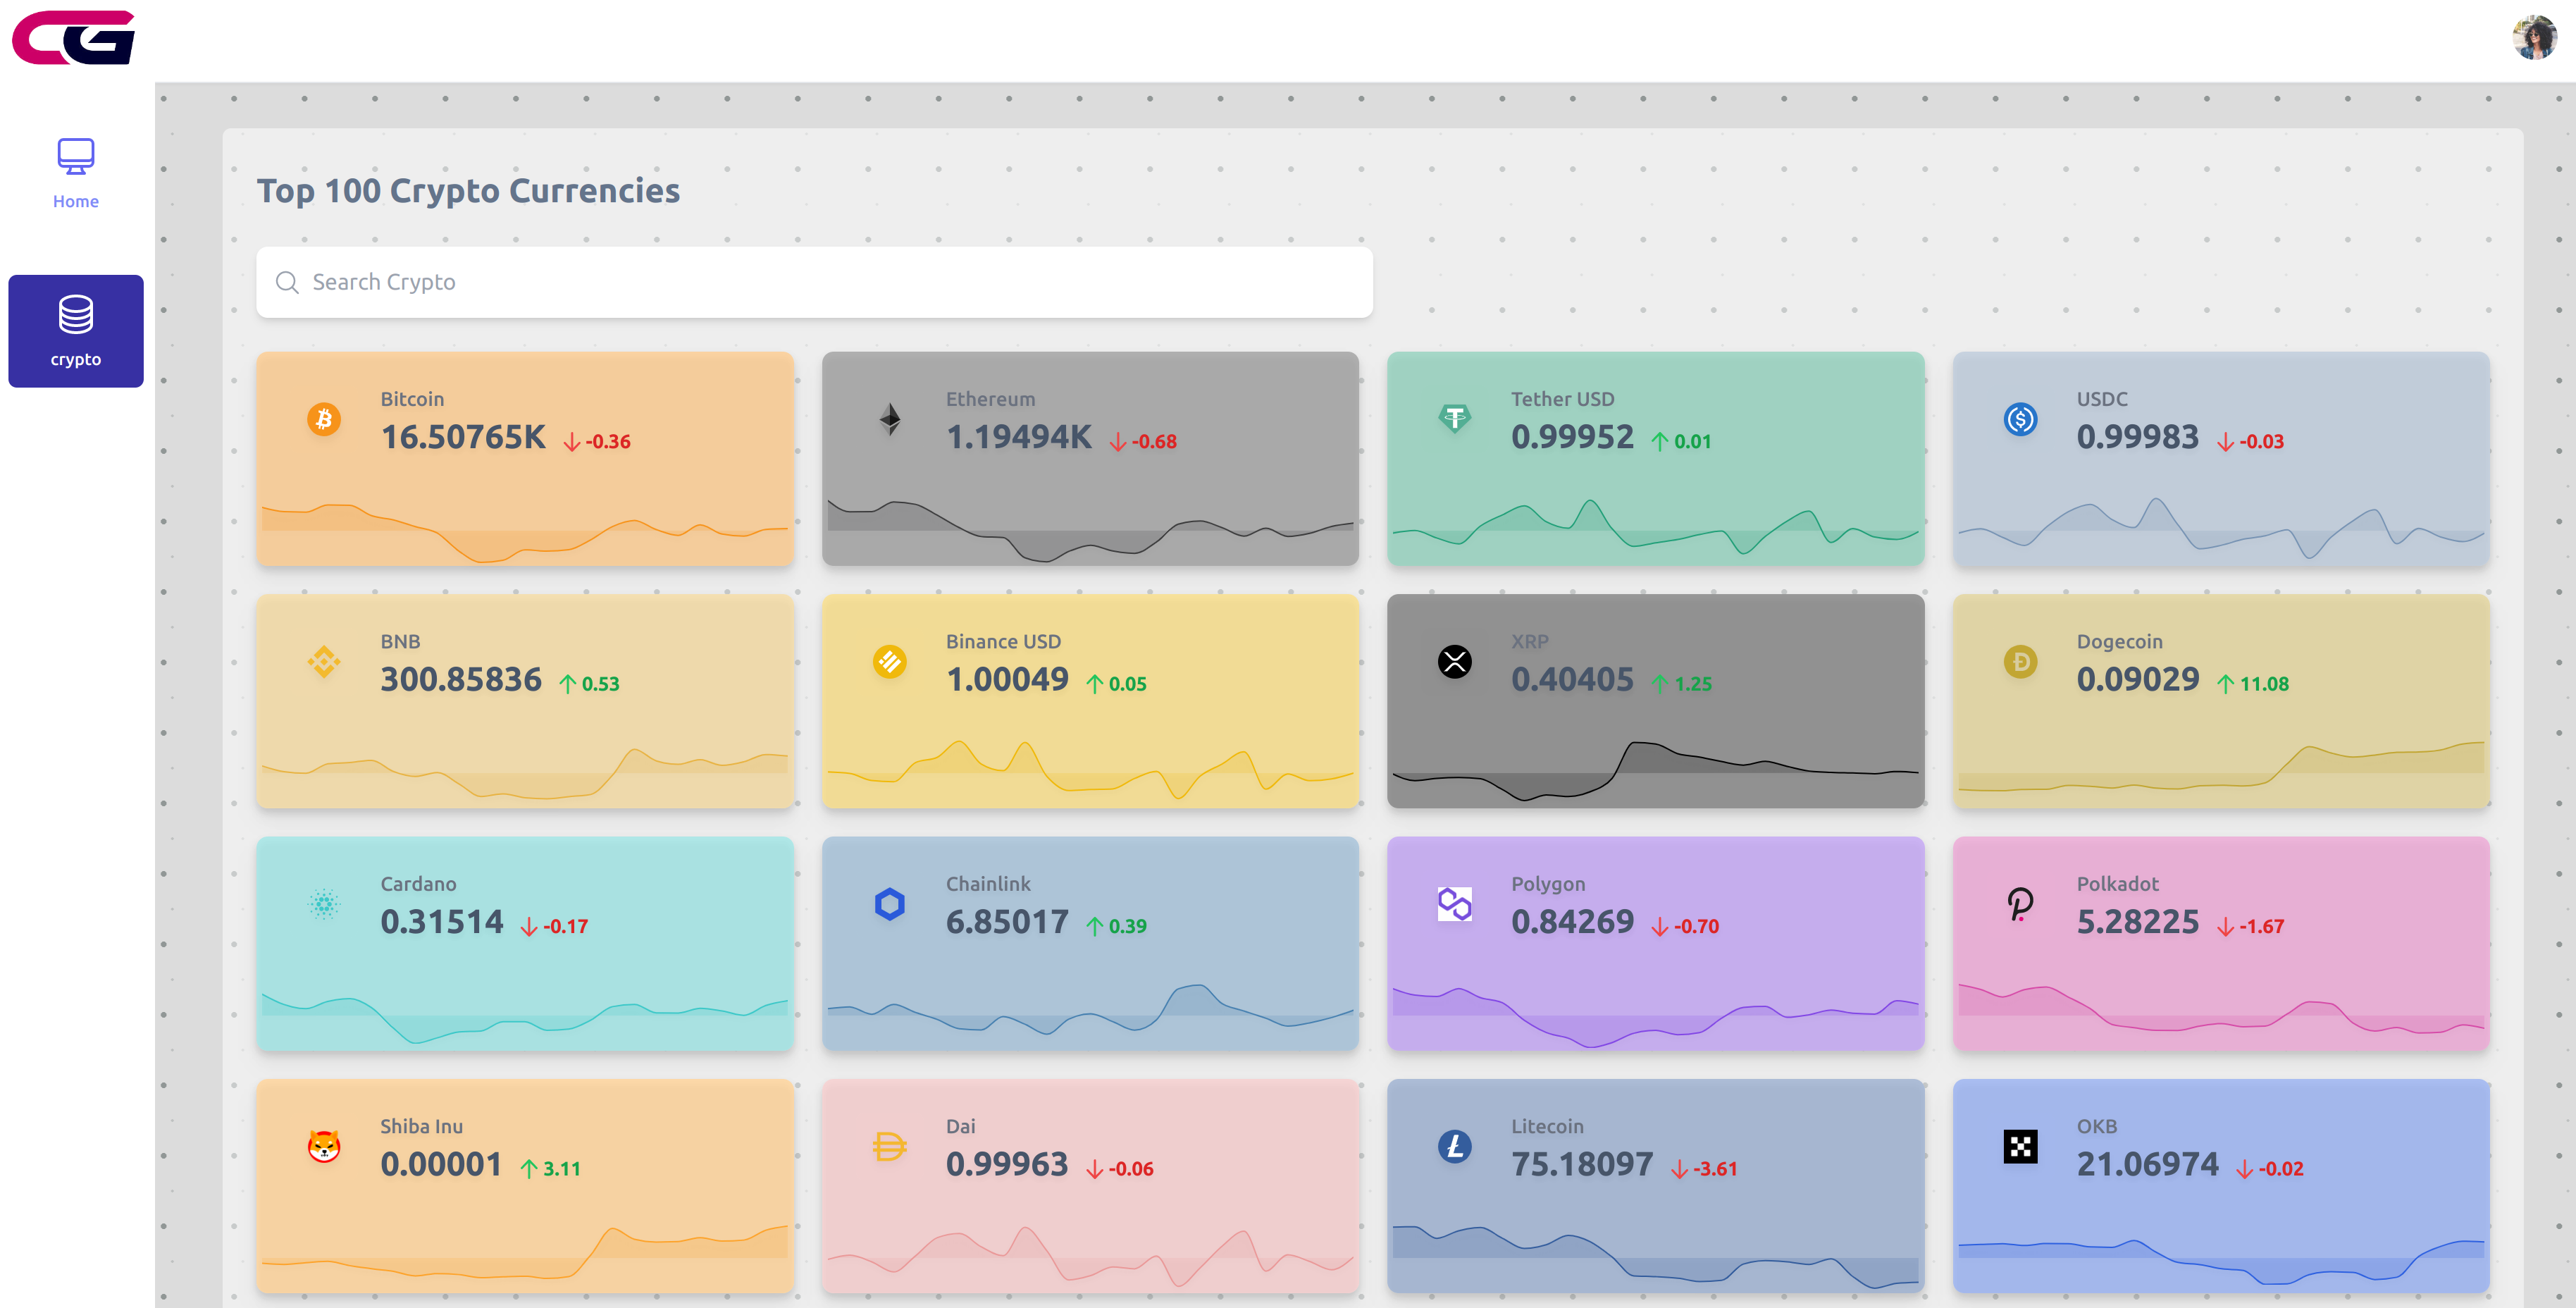 CG
Home
crypto
Top 100 Crypto Currencies
Search Crypto
Bitcoin
16.50765K -0.36
Ethereum
1.19494K -0.68
Tether USD
0.99952 0.01
USDC
0.99983 -0.03
BNB
300.85836 0.53
Binance USD
1.00049 0.05
XRP
0.40405 1.25
Dogecoin
0.09029 11.08
Cardano
0.31514 -0.17
Chainlink
6.85017 0.39
Polygon
0.84269 -0.70
Polkadot
5.28225 -1.67
Shiba Inu
0.00001 3.11
Dai
0.99963 -0.06
Litecoin
75.18097 -3.61
OKB
21.06974 -0.02